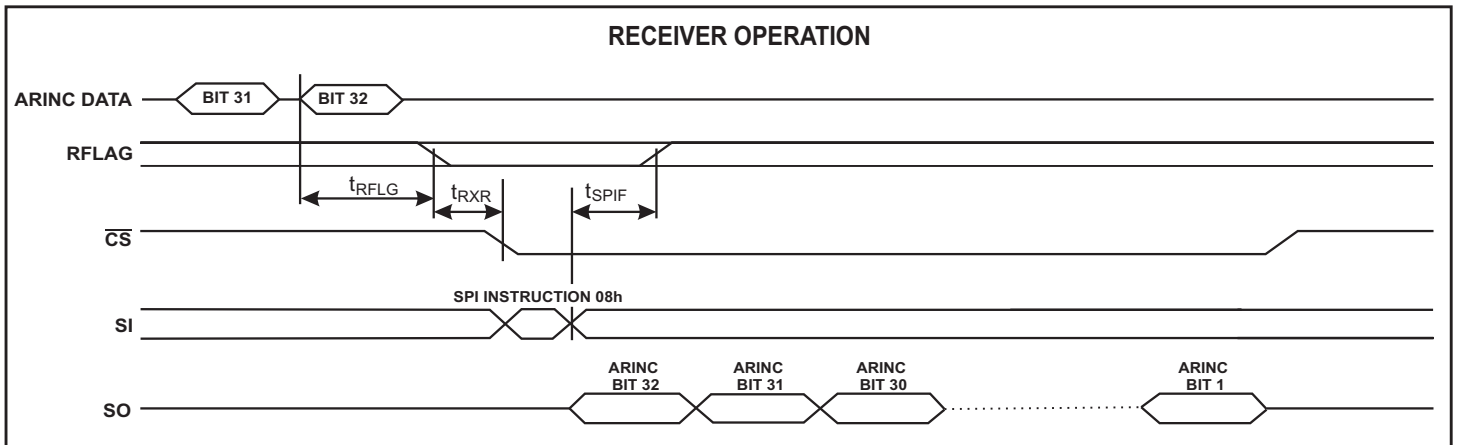 RECEIVER OPERATION
ARINC DATA
BIT 31
BIT 32
RFLAG
tRFLG
tRXR
tSPIF
CS
SPI INSTRUCTION 08h
SI
ARINC
BIT 32
ARINC
BIT 31
ARINC
BIT 30
ARINC
BIT 1
SO